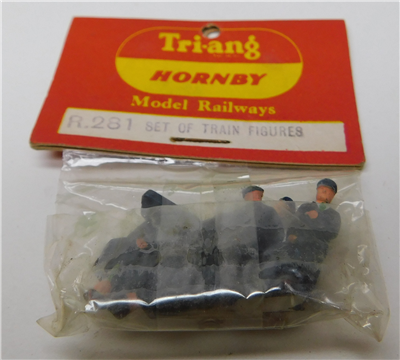 Tri-ang
HORNBY
Model Railways
R.281 SET OF TRAIN FIGURES